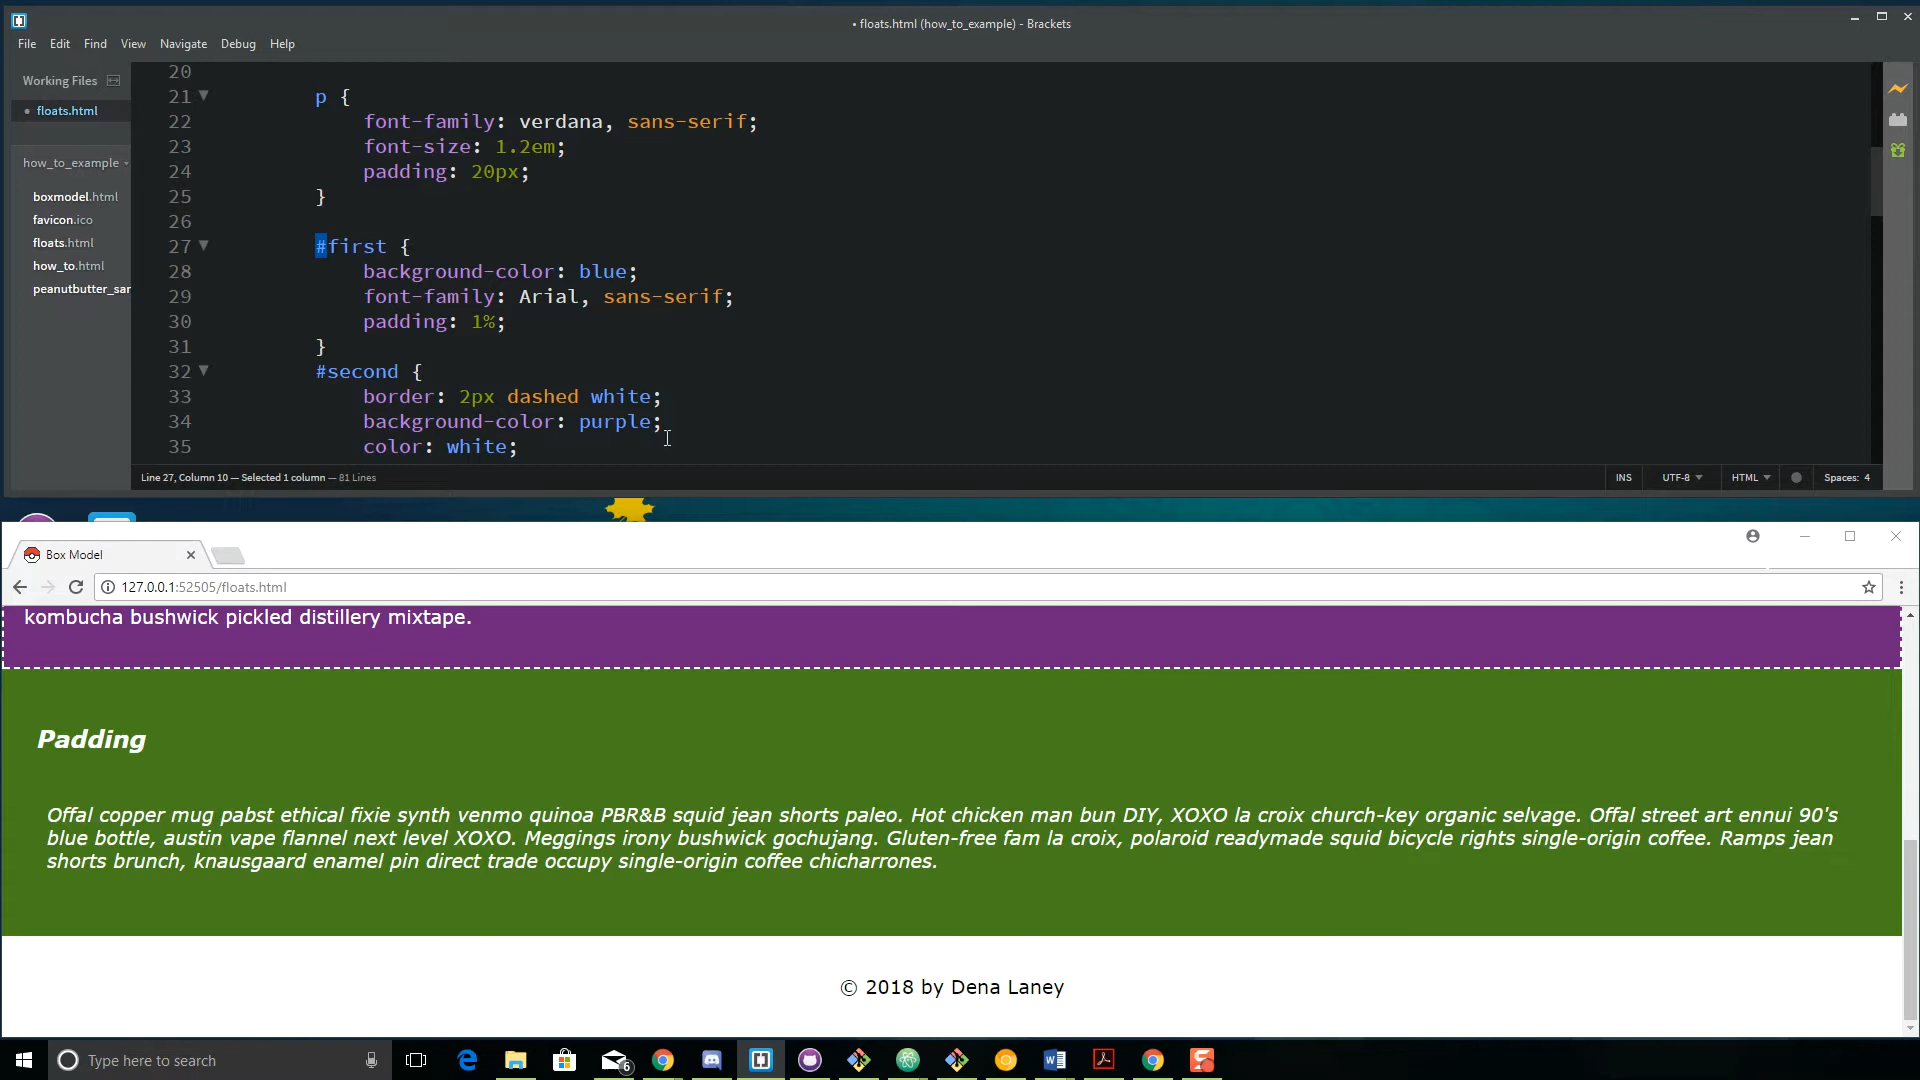 • floats.html (how_to_example) - Brackets
File Edit Find View Navigate Debug Help
Working Files
floats.html
how_to_example
boxmodel.html
favicon.ico
floats.html
how_to.html
peanutbutter_sar
20
21 p {
22 font-family: verdana, sans-serif;
23 font-size: 1.2em;
24 padding: 20px;
25 }
26
27 #first {
28 background-color: blue;
29 font-family: Arial, sans-serif;
30 padding: 1%;
31 }
32 #second {
33 border: 2px dashed white;
34 background-color: purple;
35 color: white;
Line 27, Column 10 — Selected 1 column — 81 Lines
INS UTF-8 HTML Spaces: 4
Box Model
127.0.0.1:52505/floats.html
kombucha bushwick pickled distillery mixtape.
Padding
Offal copper mug pabst ethical fixie synth venmo quinoa PBR&B squid jean shorts paleo. Hot chicken man bun DIY, XOXO la croix church-key organic selvage. Offal street art ennui 90's
blue bottle, austin vape flannel next level XOXO. Meggings irony bushwick gochujang. Gluten-free fam la croix, polaroid readymade squid bicycle rights single-origin coffee. Ramps jean
shorts brunch, knausgaard enamel pin direct trade occupy single-origin coffee chicharrones.
© 2018 by Dena Laney
Type here to search
6